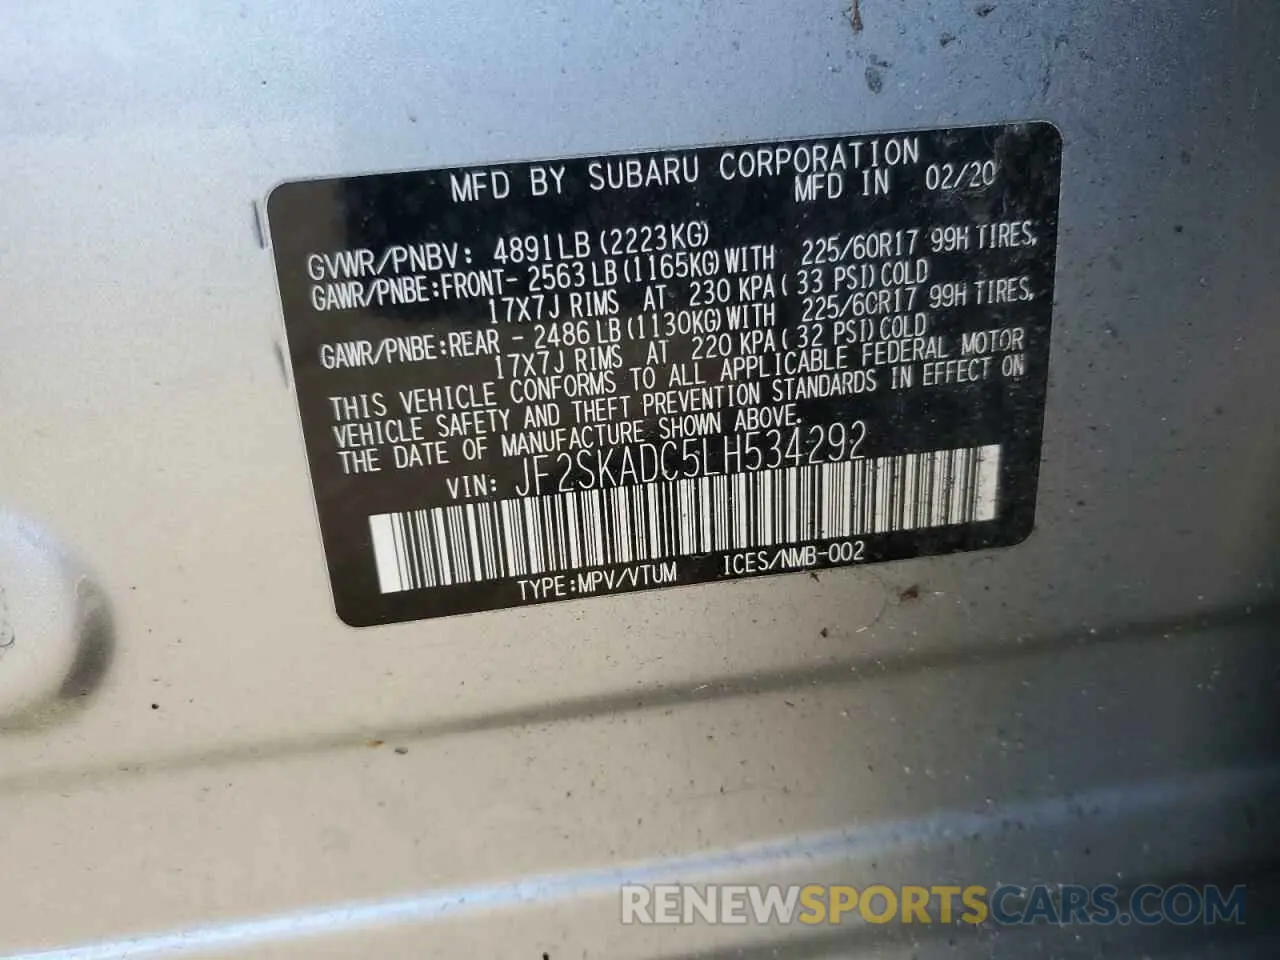 MFD BY SUBARU CORPORATION
MFD IN 02/20
GVWR/PNBV: 4891LB(2223KG)
GAWR/PNBE:FRONT- 2563LB(1165KG)WITH 225/60R17 99H TIRES,
17X7J RIMS AT 230 KPA( 33 PSI)COLD
GAWR/PNBE:REAR - 2486LB(1130KG)WITH 225/60R17 99H TIRES,
17X7J RIMS AT 220 KPA( 32 PSI)COLD
THIS VEHICLE CONFORMS TO ALL APPLICABLE FEDERAL MOTOR
VEHICLE SAFETY AND THEFT PREVENTION STANDARDS IN EFFECT ON
THE DATE OF MANUFACTURE SHOWN ABOVE.
VIN: JF2SKADC5LH534292
TYPE:MPV/VTUM ICES/NMB-002
RENEWSPORTSCARS.COM